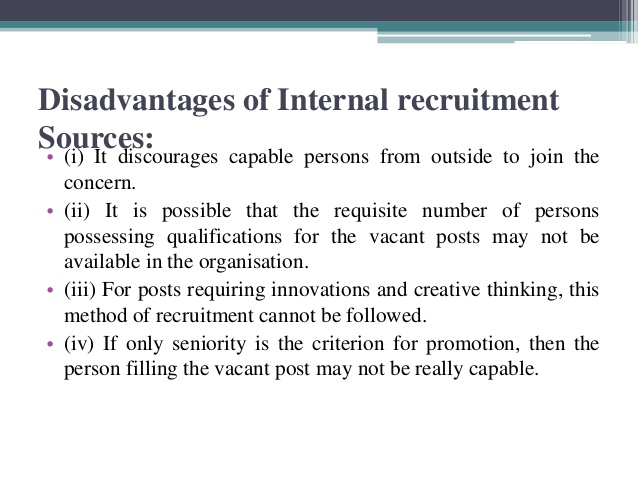 Disadvantages of Internal recruitment
Sources:
• (i) It discourages capable persons from outside to join the
concern.
• (ii) It is possible that the requisite number of persons
possessing qualifications for the vacant posts may not be
available in the organisation.
• (iii) For posts requiring innovations and creative thinking, this
method of recruitment cannot be followed.
• (iv) If only seniority is the criterion for promotion, then the
person filling the vacant post may not be really capable.